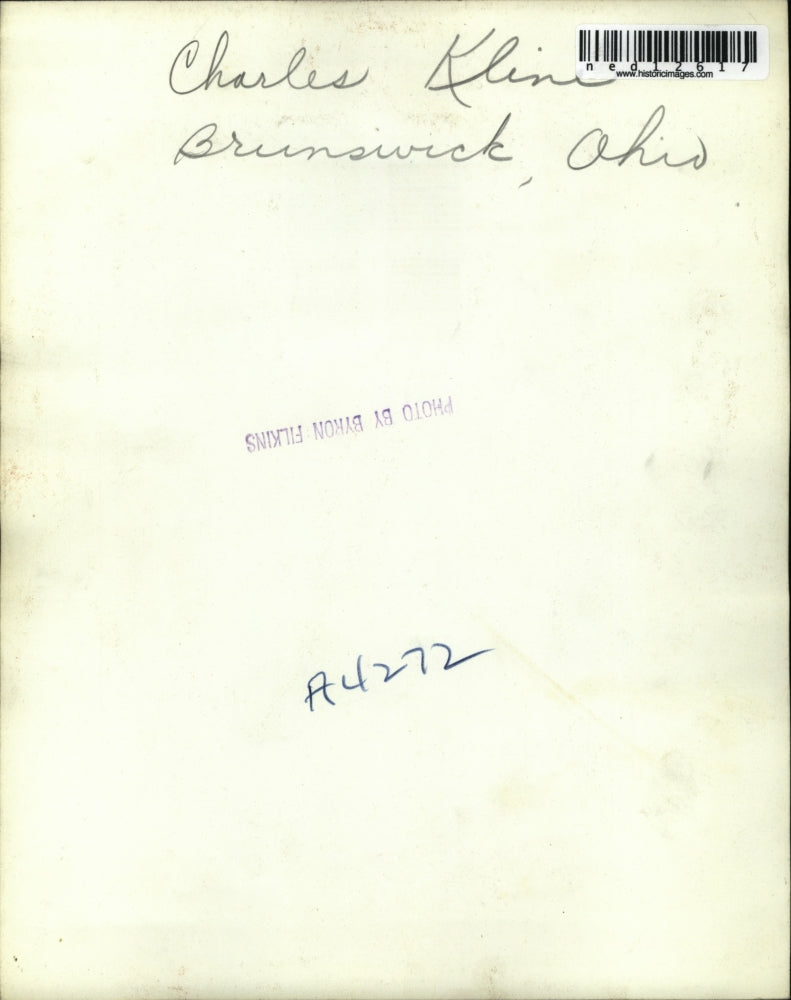 Charles Kline
ned12617
www.historicimages.com
Brunswick, Ohio
PHOTO BY BYRON FILKINS
A4272